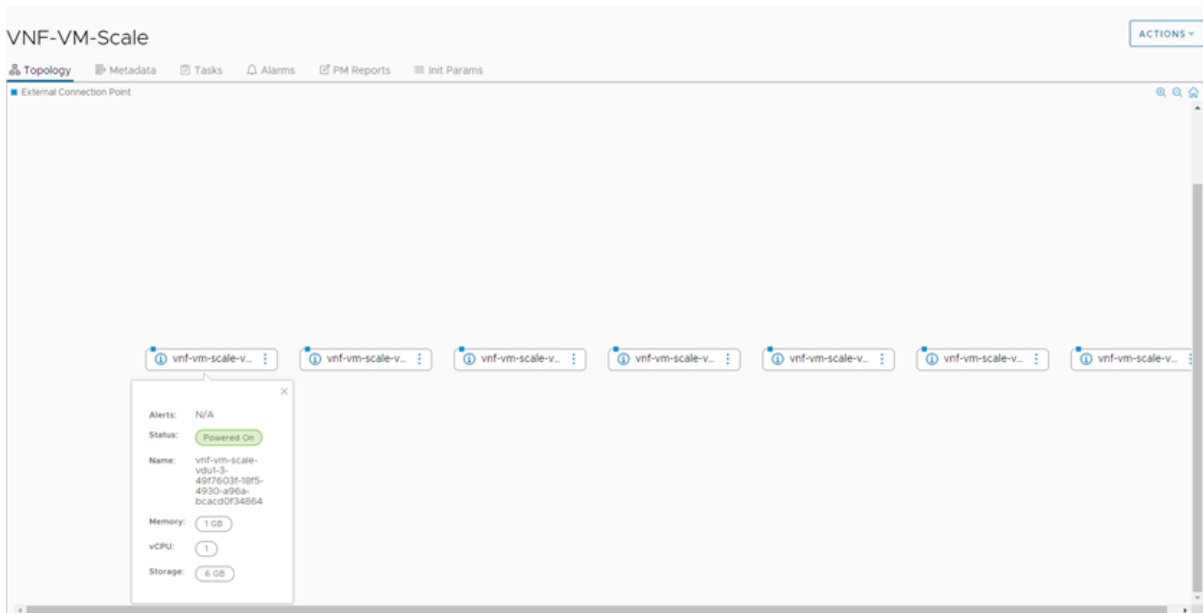 VNF-VM-Scale
ACTIONS
Topology Metadata Tasks Alarms PM Reports Init Params
External Connection Point
vnf-vm-scale-v... vnf-vm-scale-v... vnf-vm-scale-v... vnf-vm-scale-v... vnf-vm-scale-v... vnf-vm-scale-v... vnf-vm-scale-v...
Alerts: N/A
Status: Powered On
Name: vnf-vm-scale-
vdu1-3-
49f7603f-18f5-
4930-a96a-
bcacd0f34864
Memory: 1 GB
vCPU: 1
Storage: 6 GB